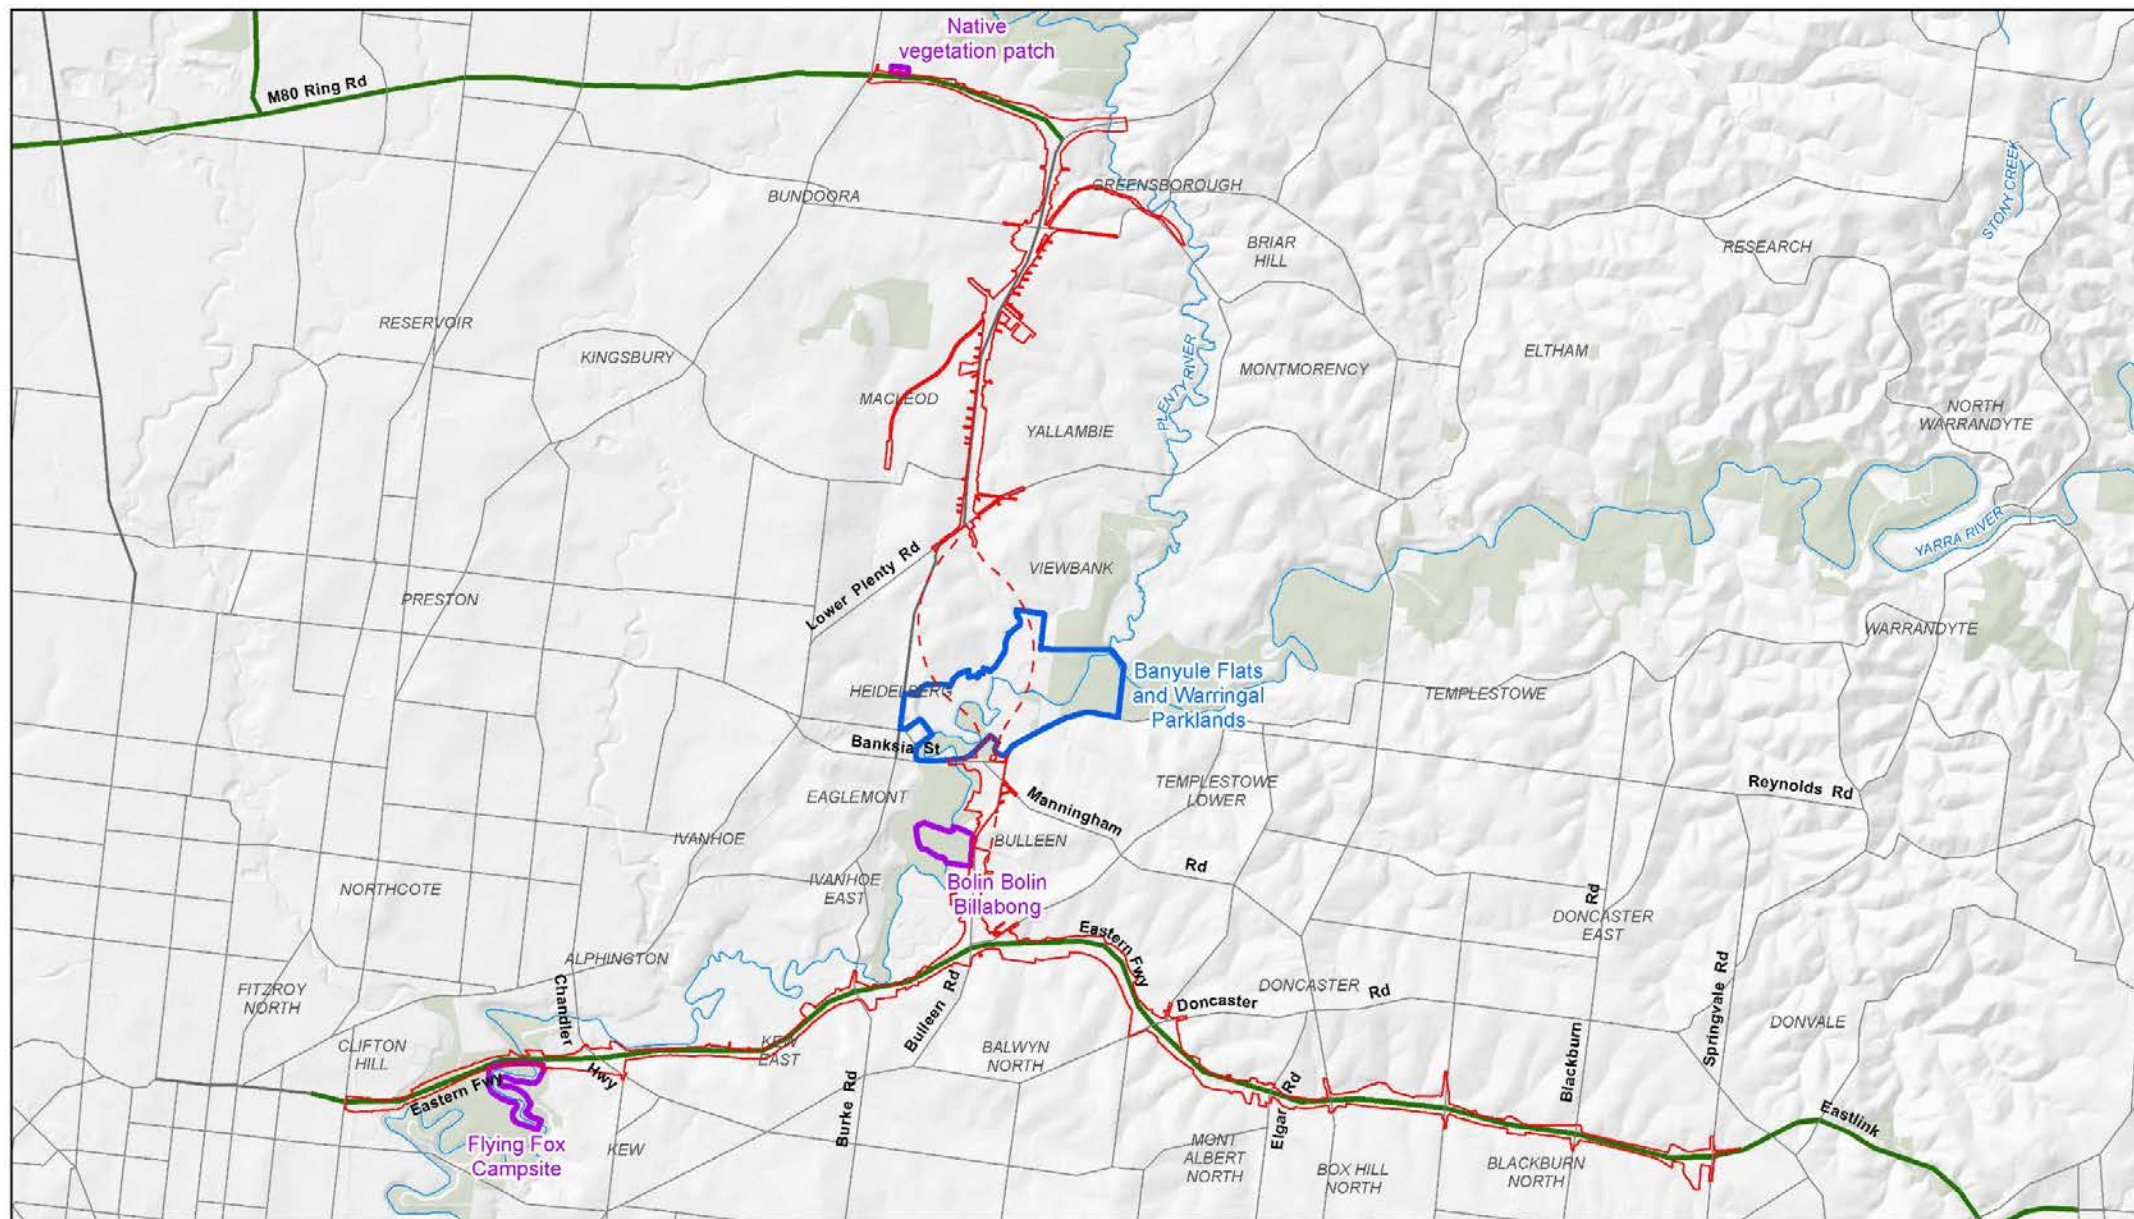 Native
vegetation patch
M80 Ring Rd
BUNDOORA
GREENSBOROUGH
STONY CREEK
BRIAR
HILL
RESEARCH
RESERVOIR
KINGSBURY
PLENTY RIVER
ELTHAM
MONTMORENCY
MACLEOD
NORTH
WARRANDYTE
YALLAMBIE
YARRA RIVER
Lower Plenty Rd
VIEWBANK
PRESTON
WARRANDYTE
HEIDELBERG
Banyule Flats
and Warringal
Parklands
TEMPLESTOWE
Banksia St
TEMPLESTOWE
LOWER
Reynolds Rd
EAGLEMONT
Manningham
Rd
IVANHOE
BULLEEN
IVANHOE
EAST
Bolin Bolin
Billabong
NORTHCOTE
Rd
DONCASTER
EAST
Eastern Fwy
ALPHINGTON
FITZROY
NORTH
Chandler
Hwy
Bulleen Rd
DONCASTER
Doncaster
Rd
Springvale Rd
DONVALE
CLIFTON
HILL
KEW
EAST
BALWYN
NORTH
Blackburn
Eastern Fwy
Burke Rd
Elgar
Rd
Eastlink
Flying Fox
Campsite
KEW
MONT
ALBERT
NORTH
BOX HILL
NORTH
BLACKBURN
NORTH